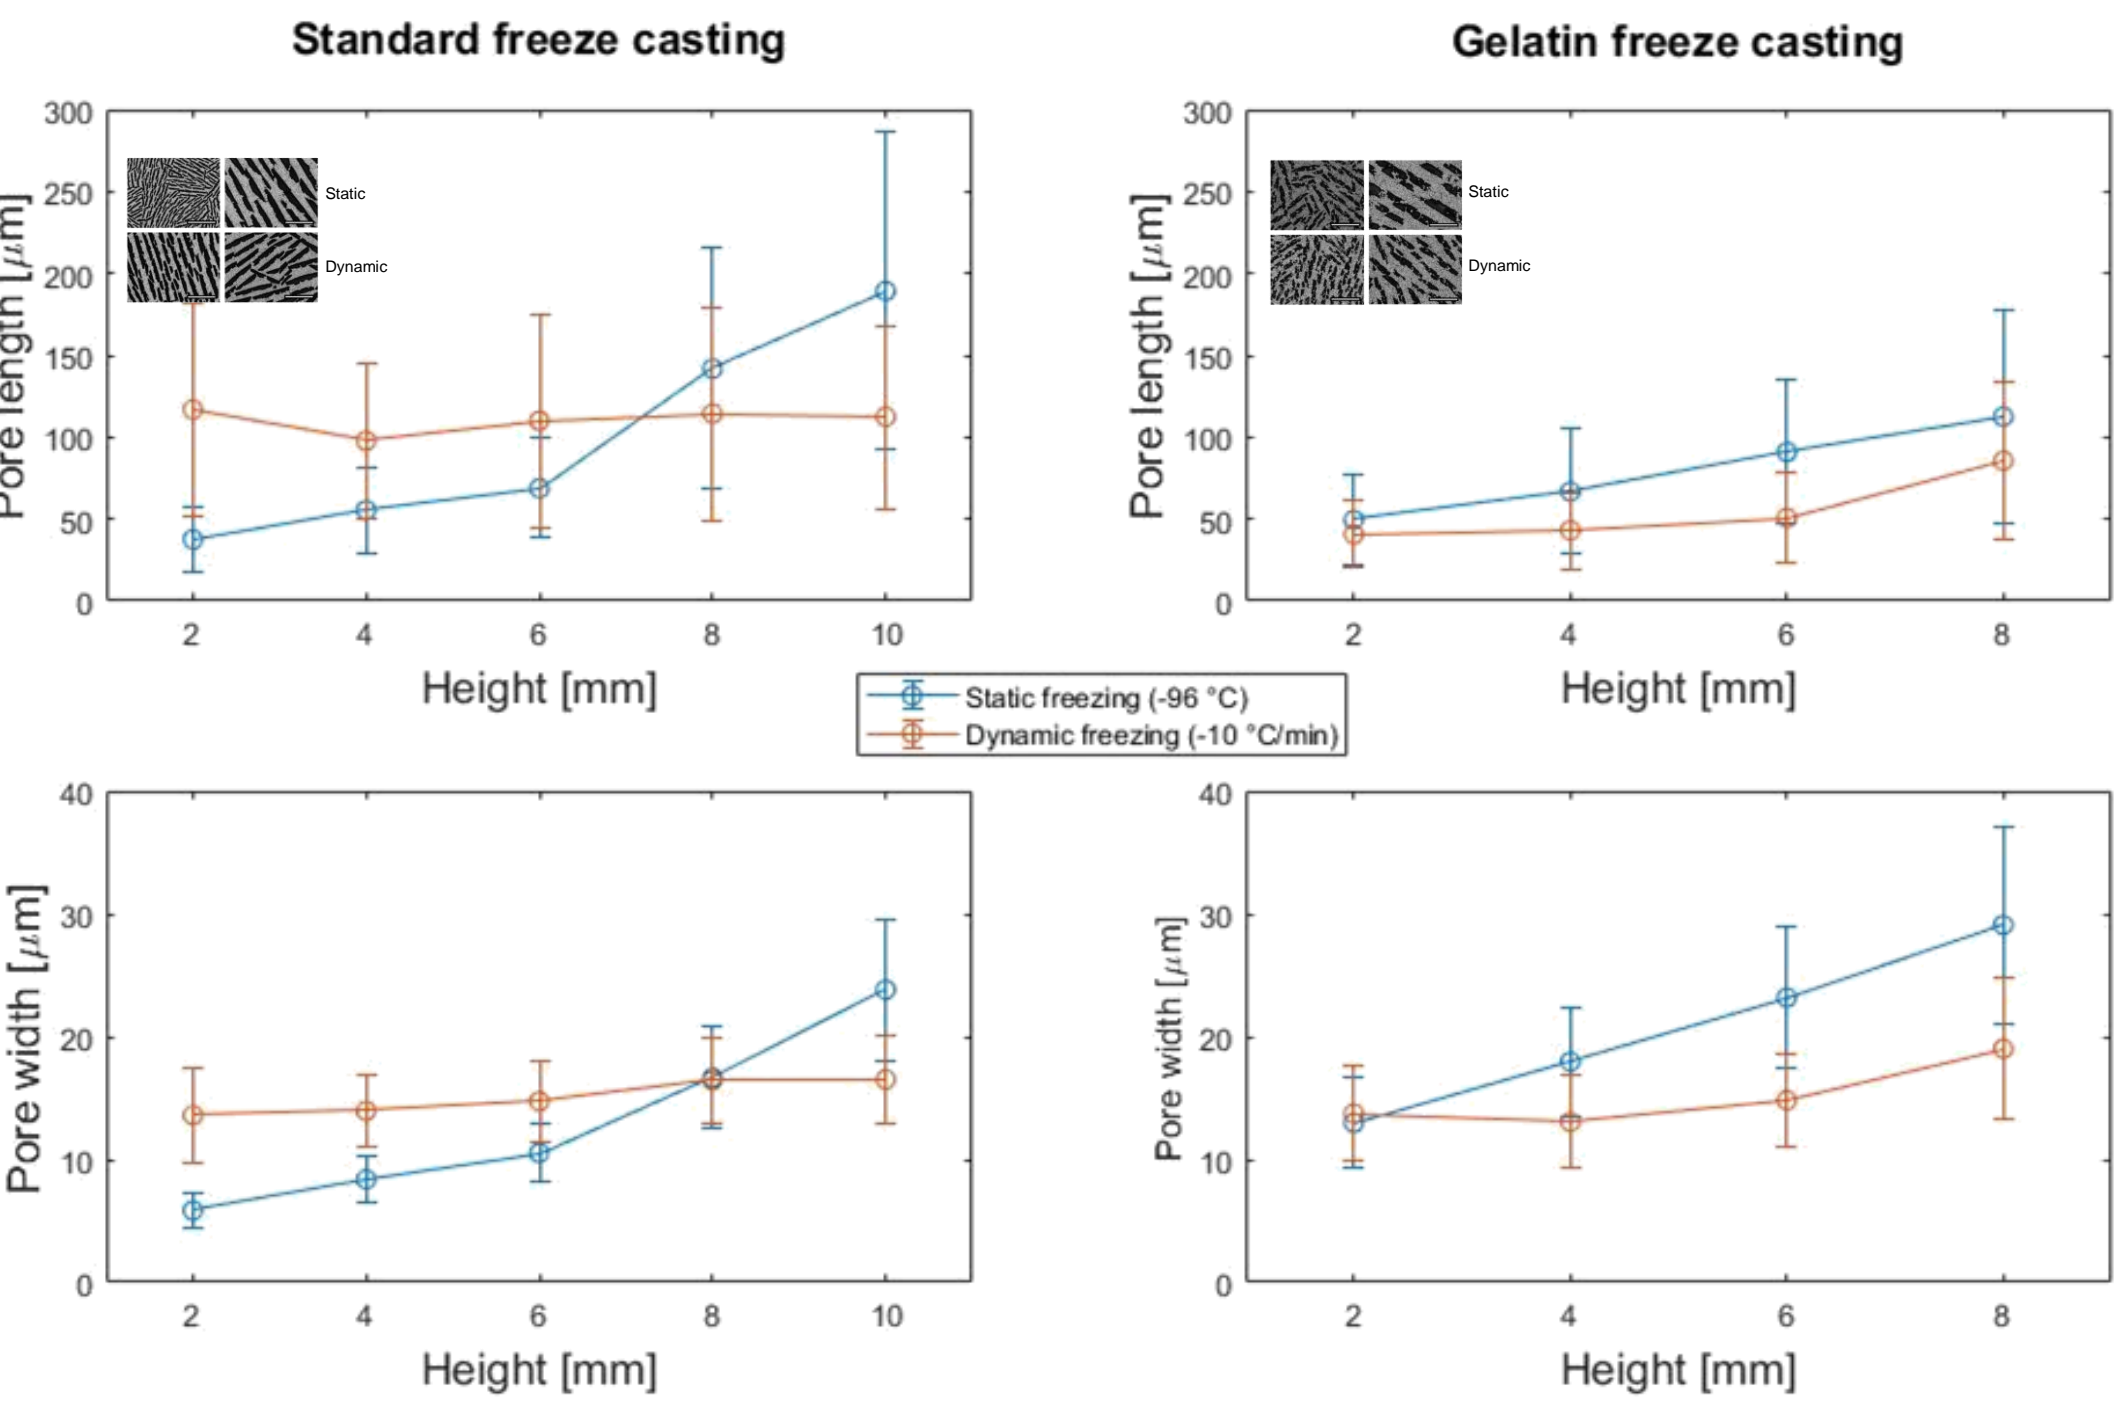 Standard freeze casting
Gelatin freeze casting
Pore length [μm]
300
250
200
150
100
50
0
Static
Dynamic
2 4 6 8 10
Height [mm]
Pore length [μm]
300
250
200
150
100
50
0
Static
Dynamic
2 4 6 8
Height [mm]
Static freezing (-96 °C)
Dynamic freezing (-10 °C/min)
Pore width [μm]
40
30
20
10
0
2 4 6 8 10
Height [mm]
Pore width [μm]
40
30
20
10
0
2 4 6 8
Height [mm]